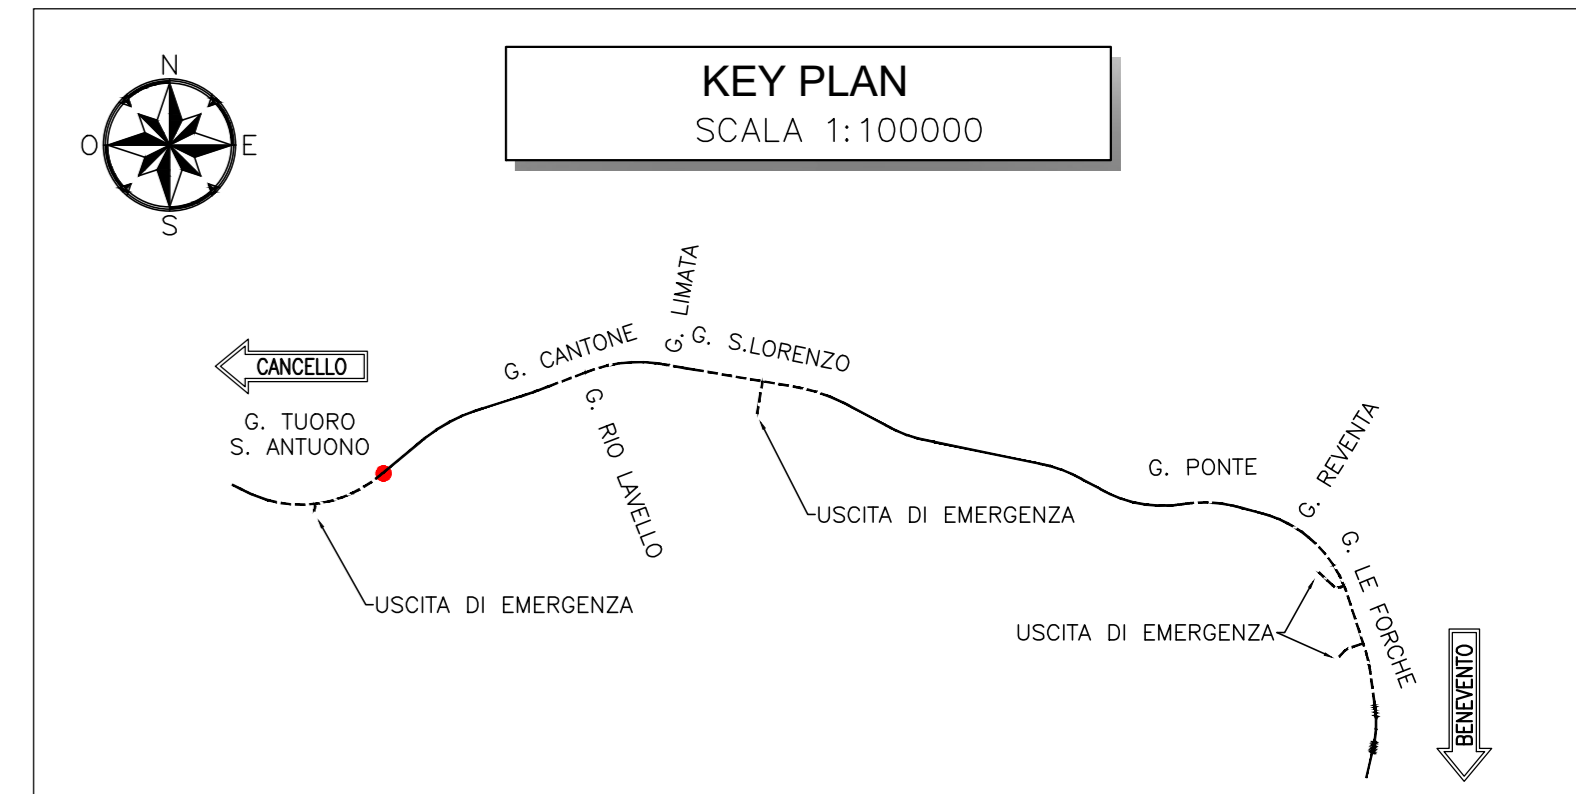 KEY PLAN
SCALA 1:100000
N
O
E
S
CANCELLO
G. TUORO
S. ANTUONO
G. CANTONE
G. LIMATA
G. S.LORENZO
G. RIO LAVELLO
USCITA DI EMERGENZA
USCITA DI EMERGENZA
G. PONTE
G. REVENTA
G. LE FORCHE
USCITA DI EMERGENZA
BENEVENTO